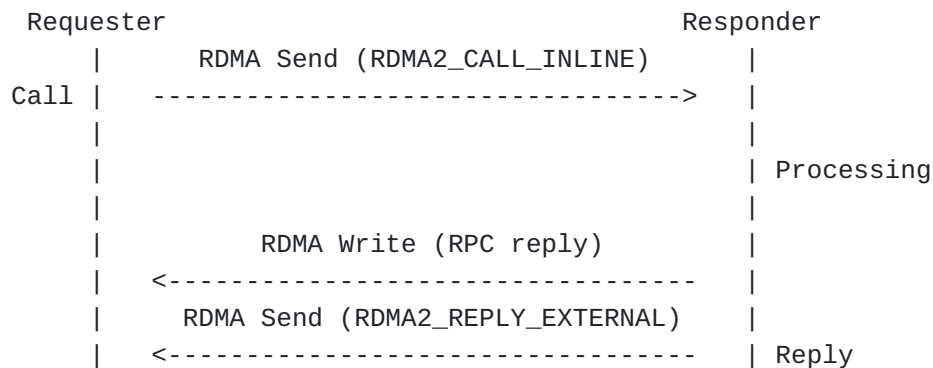 Requester Responder
| RDMA Send (RDMA2_CALL_INLINE) |
Call | ----------------------------------> |
| |
| | Processing
| |
| RDMA Write (RPC reply) |
| <---------------------------------- |
| RDMA Send (RDMA2_REPLY_EXTERNAL) |
| <---------------------------------- | Reply